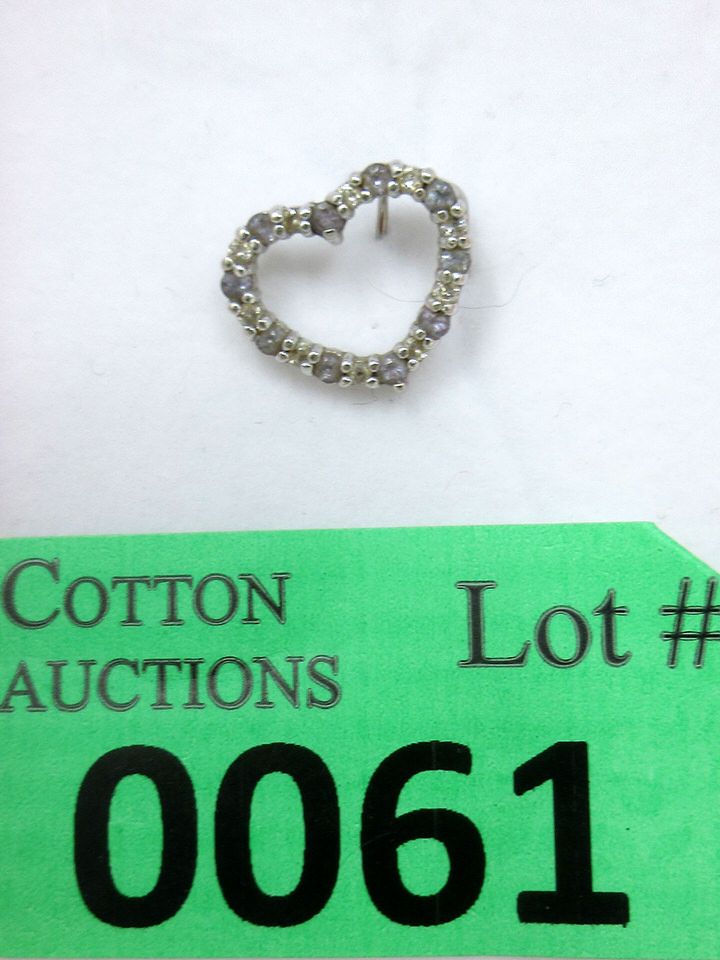 COTTON
AUCTIONS
Lot #
0061